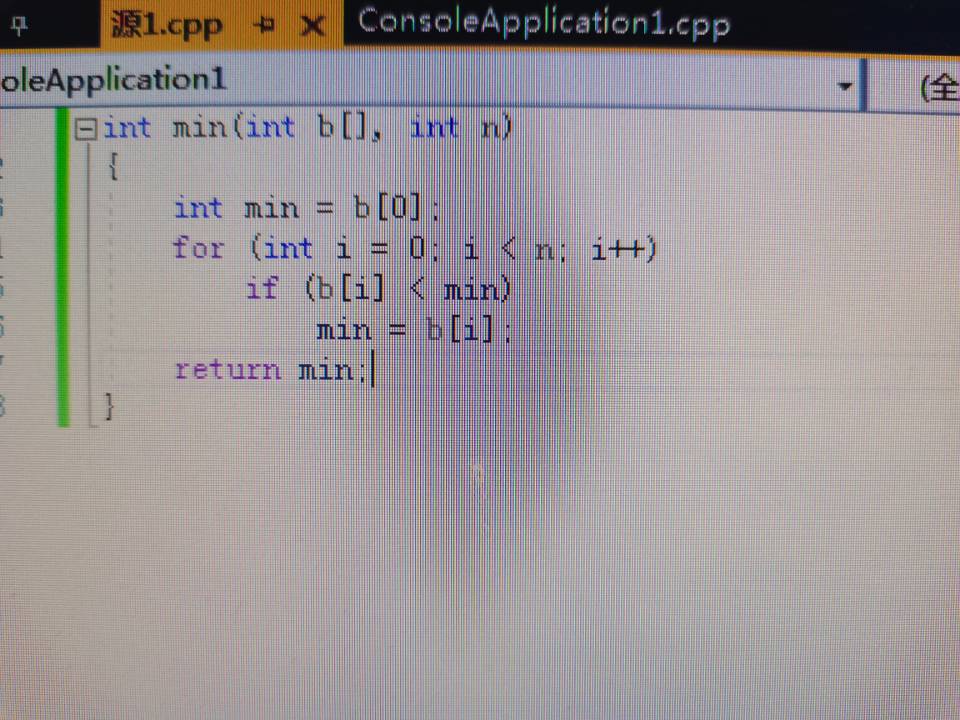 源1.cpp ConsoleApplication1.cpp
oleApplication1 (全
int min(int b[], int n)
{
int min = b[0];
for (int i = 0; i < n; i++)
if (b[i] < min)
min = b[i];
return min;
}